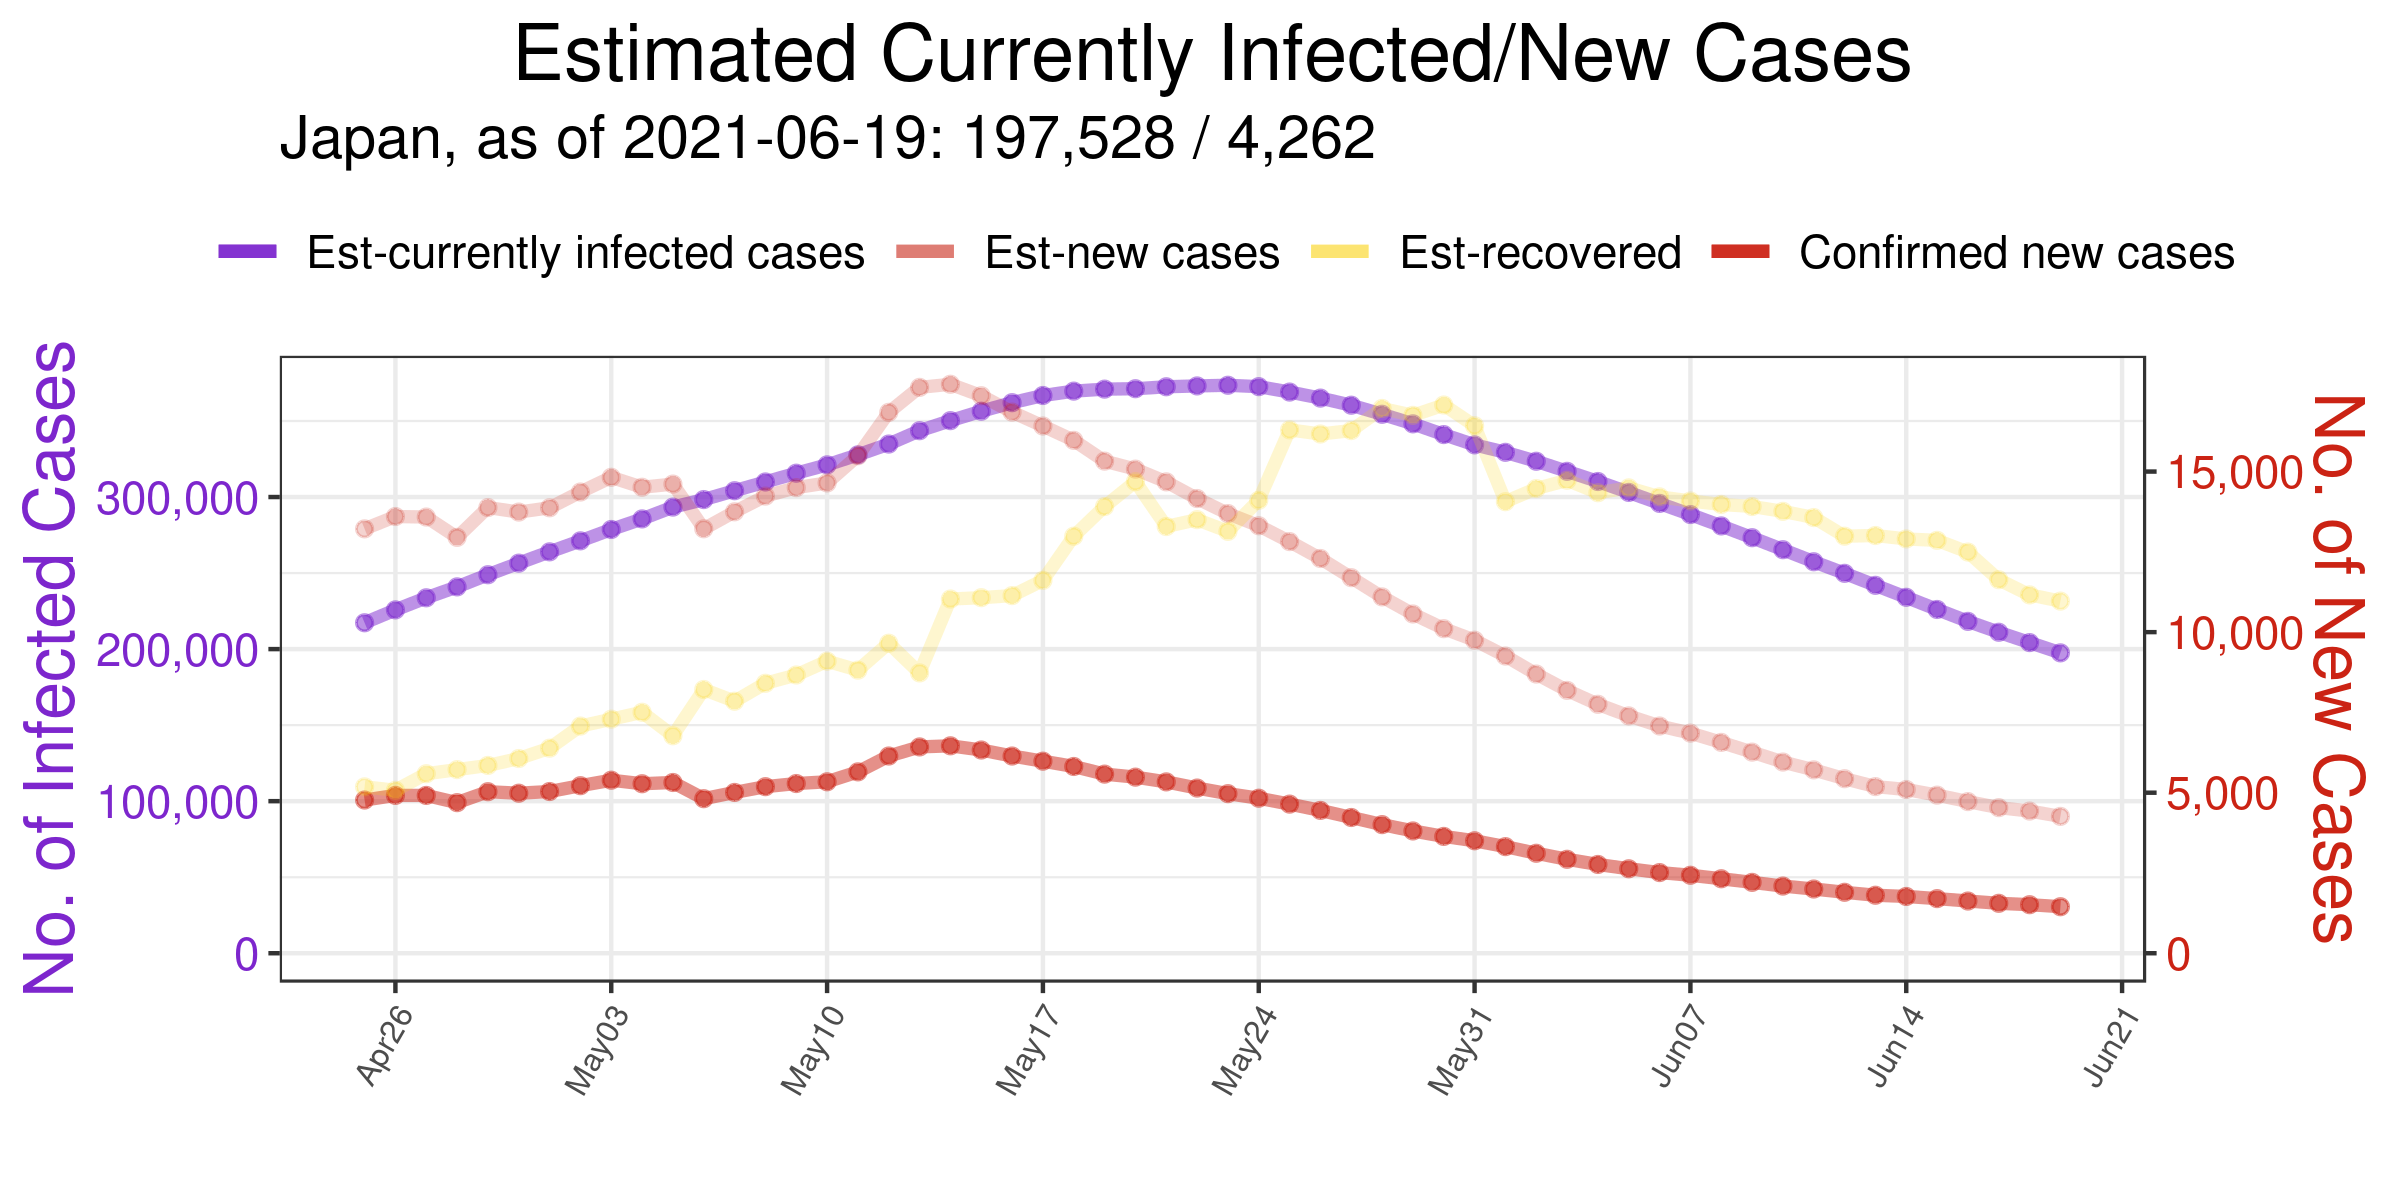 Estimated Currently Infected/New Cases
Japan, as of 2021-06-19: 197,528 / 4,262
Est-currently infected cases Est-new cases Est-recovered Confirmed new cases
No. of Infected Cases
300,000
200,000
100,000
0
15,000
10,000
5,000
0
No. of New Cases
Apr26 May03 May10 May17 May24 May31 Jun07 Jun14 Jun21